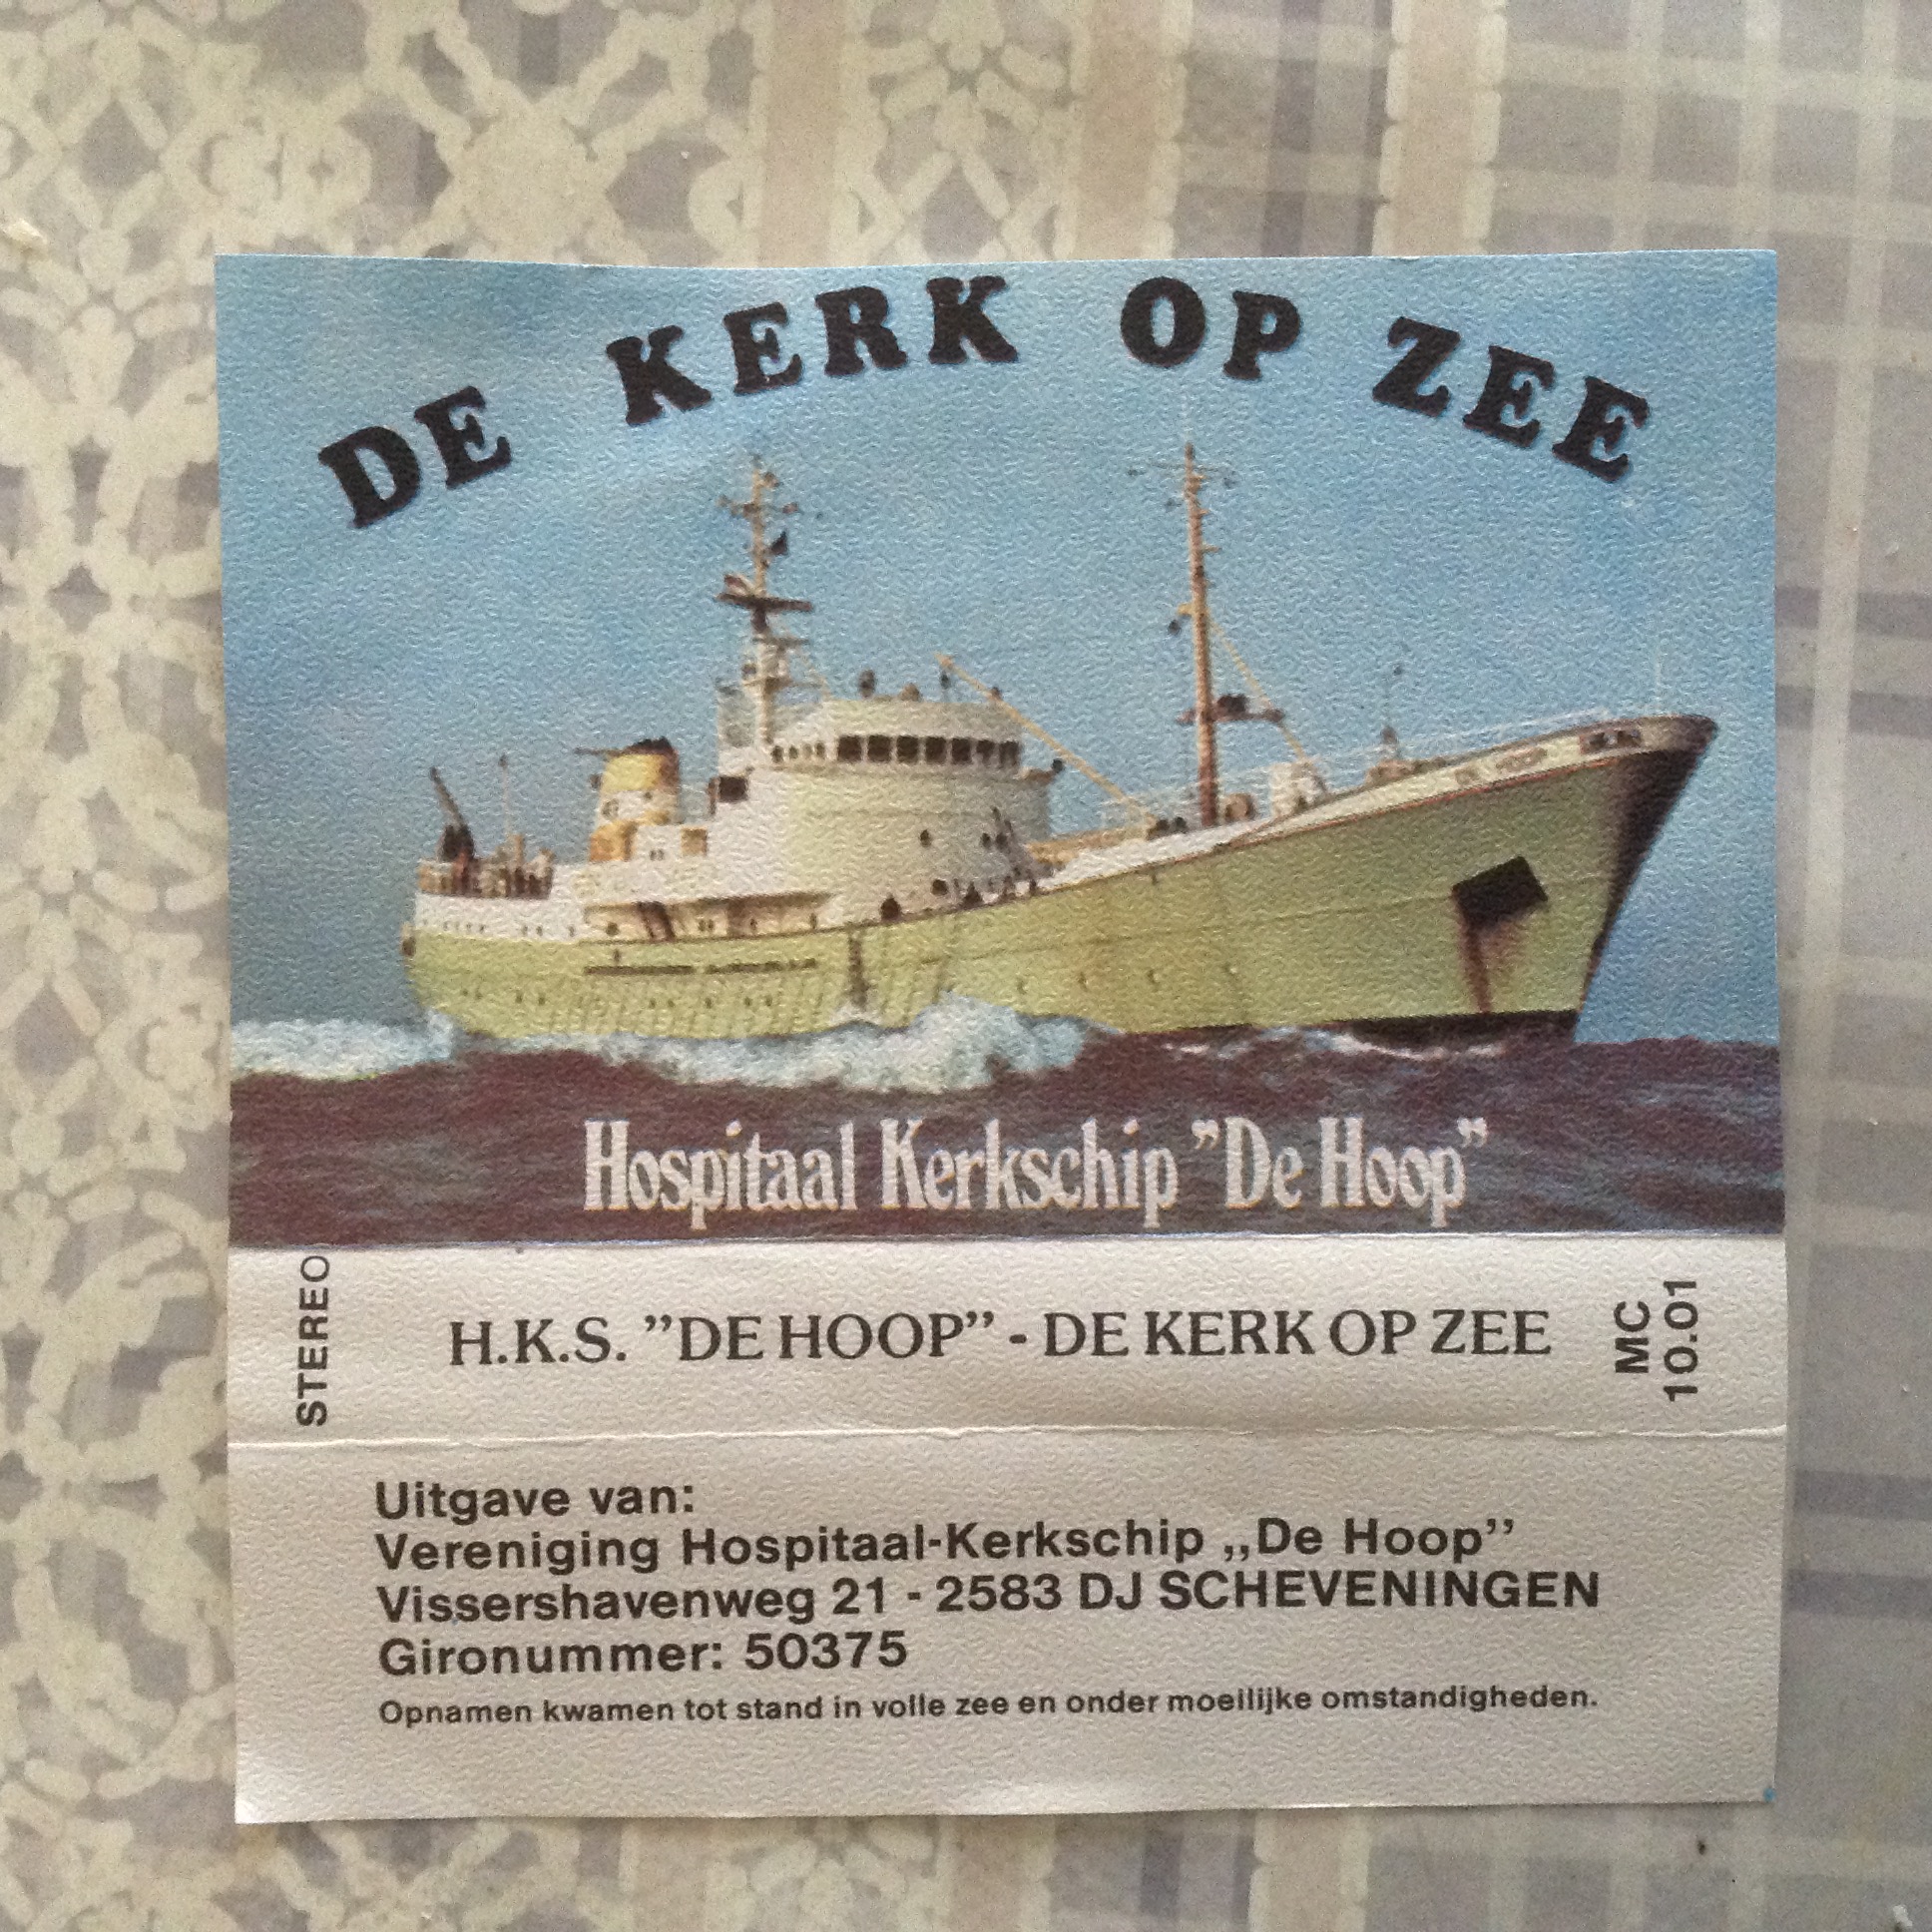 DE KERK OP ZEE
DE HOOP
Hospitaal Kerkschip ”De Hoop”
STEREO
H.K.S. ”DE HOOP” - DE KERK OP ZEE
MC
10.01
Uitgave van:
Vereniging Hospitaal-Kerkschip ,,De Hoop’’
Vissershavenweg 21 - 2583 DJ SCHEVENINGEN
Gironummer: 50375
Opnamen kwamen tot stand in volle zee en onder moeilijke omstandigheden.